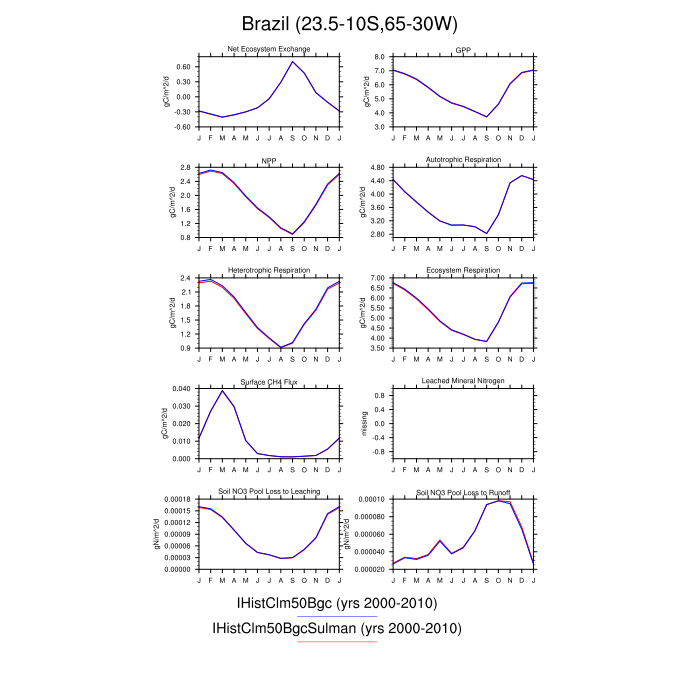 Brazil (23.5-10S,65-30W)
Net Ecosystem Exchange
GPP
gC/m^2/d
0.60
0.30
0.00
-0.30
-0.60
J F M A M J J A S O N D J
gC/m^2/d
8.0
7.0
6.0
5.0
4.0
3.0
J F M A M J J A S O N D J
NPP
Autotrophic Respiration
gC/m^2/d
2.8
2.4
2.0
1.6
1.2
0.8
J F M A M J J A S O N D J
gC/m^2/d
4.80
4.40
4.00
3.60
3.20
2.80
J F M A M J J A S O N D J
Heterotrophic Respiration
Ecosystem Respiration
gC/m^2/d
2.4
2.1
1.8
1.5
1.2
0.9
J F M A M J J A S O N D J
gC/m^2/d
7.00
6.50
6.00
5.50
5.00
4.50
4.00
3.50
J F M A M J J A S O N D J
Surface CH4 Flux
Leached Mineral Nitrogen
gC/m^2/d
0.040
0.030
0.020
0.010
0.000
J F M A M J J A S O N D J
missing
0.8
0.4
-0.0
-0.4
-0.8
J F M A M J J A S O N D J
Soil NO3 Pool Loss to Leaching
Soil NO3 Pool Loss to Runoff
gN/m^2/d
0.00018
0.00015
0.00012
0.00009
0.00006
0.00003
0.00000
J F M A M J J A S O N D J
gN/m^2/d
0.00010
0.000080
0.000060
0.000040
0.000020
J F M A M J J A S O N D J
IHistClm50Bgc (yrs 2000-2010)
IHistClm50BgcSulman (yrs 2000-2010)